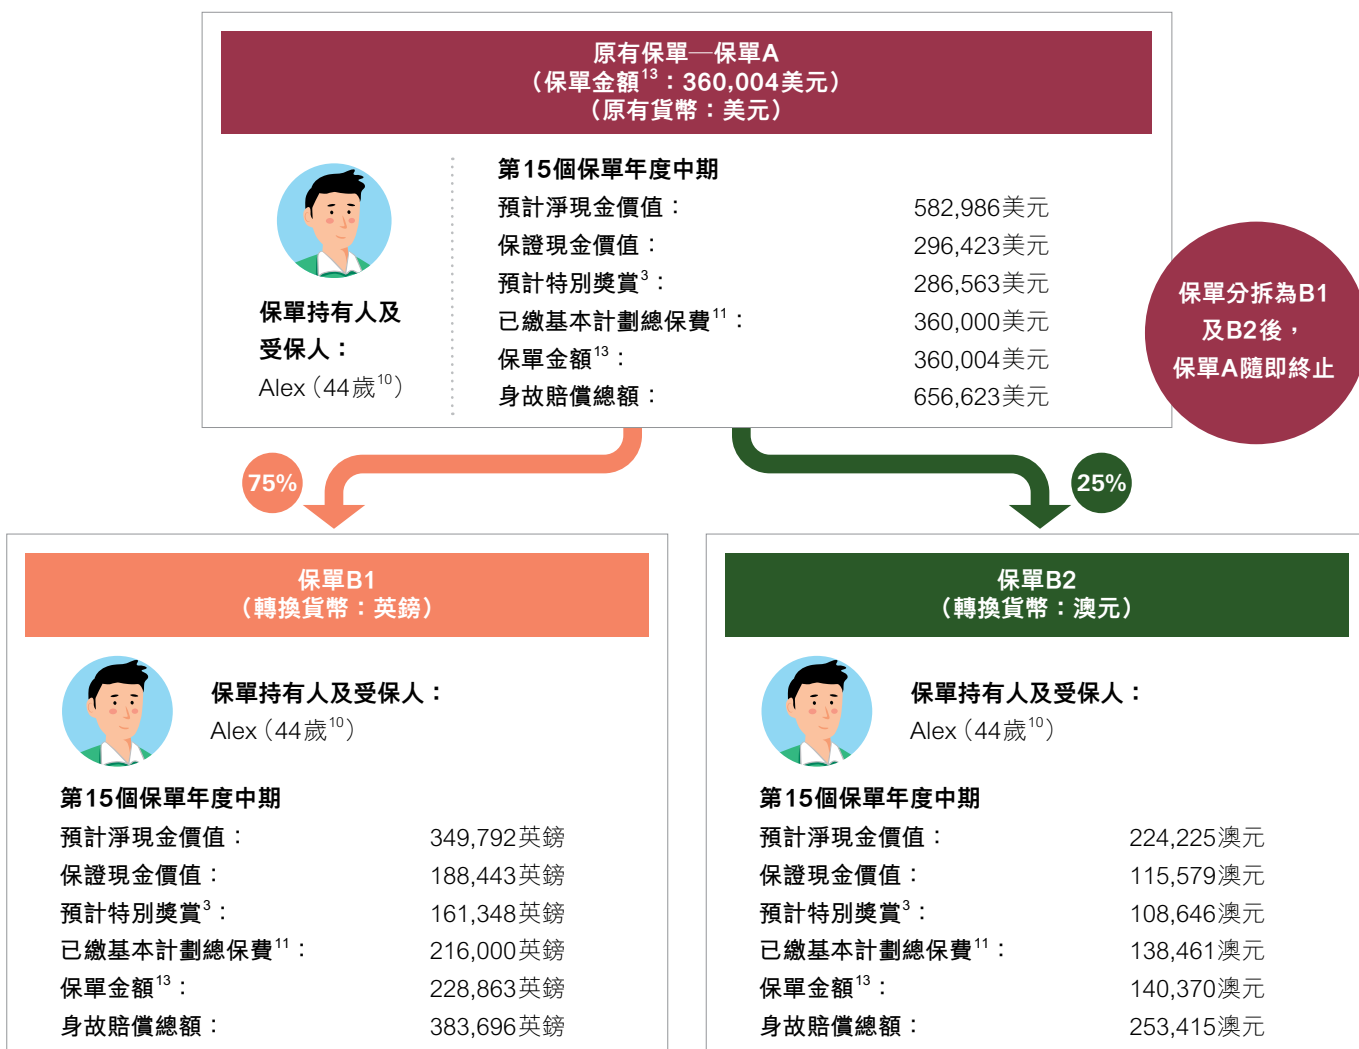 原有保單—保單A
（保單金額13：360,004美元）
（原有貨幣：美元）
保單持有人及
受保人：
Alex（44歲10）
第15個保單年度中期
預計淨現金價值： 582,986美元
保證現金價值： 296,423美元
預計特別獎賞3： 286,563美元
已繳基本計劃總保費11： 360,000美元
保單金額13： 360,004美元
身故賠償總額： 656,623美元
保單分拆為B1
及B2後，
保單A隨即終止
75%
25%
保單B1
（轉換貨幣：英鎊）
保單持有人及受保人：
Alex（44歲10）
第15個保單年度中期
預計淨現金價值： 349,792英鎊
保證現金價值： 188,443英鎊
預計特別獎賞3： 161,348英鎊
已繳基本計劃總保費11： 216,000英鎊
保單金額13： 228,863英鎊
身故賠償總額： 383,696英鎊
保單B2
（轉換貨幣：澳元）
保單持有人及受保人：
Alex（44歲10）
第15個保單年度中期
預計淨現金價值： 224,225澳元
保證現金價值： 115,579澳元
預計特別獎賞3： 108,646澳元
已繳基本計劃總保費11： 138,461澳元
保單金額13： 140,370澳元
身故賠償總額： 253,415澳元